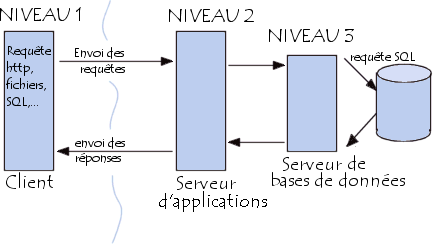 NIVEAU 1
Requête
http,
fichiers,
SQL,...
Client
Envoi des
requêtes
envoi des
réponses
NIVEAU 2
Serveur
d'applications
NIVEAU 3
Serveur de
bases de données
requête SQL